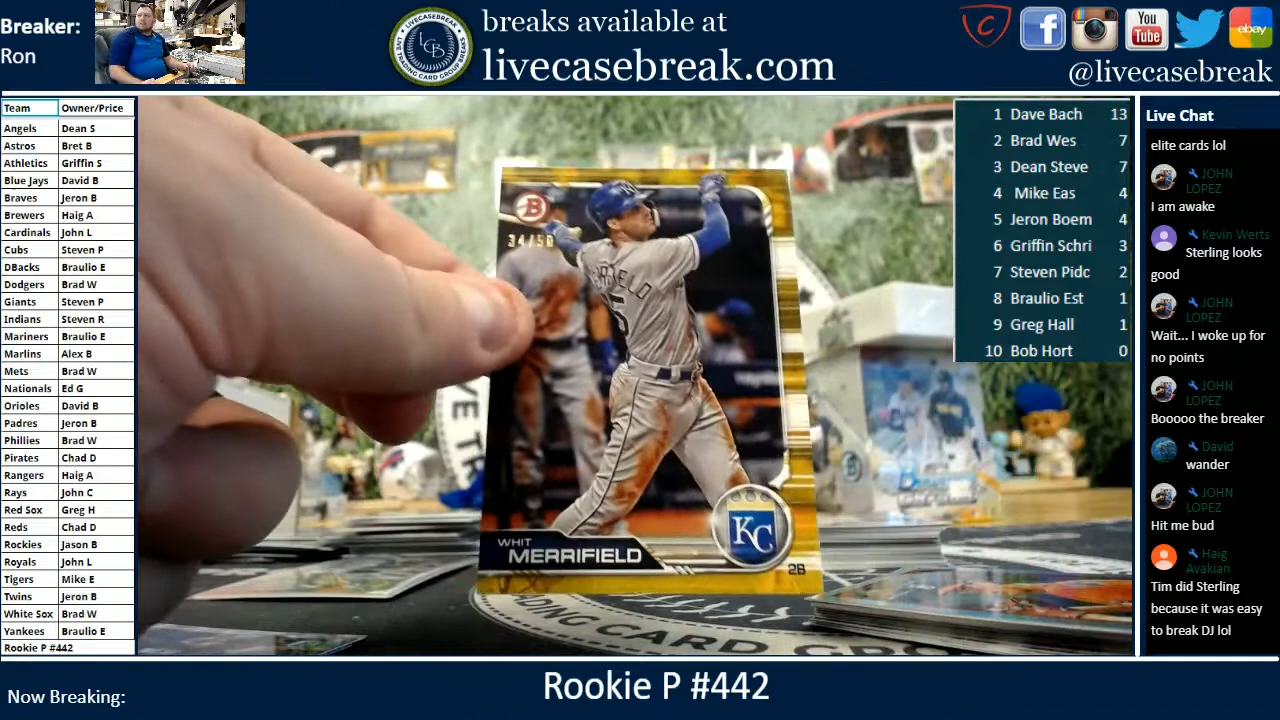 Breaker:
Ron
LCB
LIVECASEBREAK
breaks available at
livecasebreak.com
You
Tube
ebay
@livecasebreak
Team Owner/Price
Angels Dean S
Astros Bret B
Athletics Griffin S
Blue Jays David B
Braves Jeron B
Brewers Haig A
Cardinals John L
Cubs Steven P
DBacks Braulio E
Dodgers Brad W
Giants Steven P
Indians Steven R
Mariners Braulio E
Marlins Alex B
Mets Brad W
Nationals Ed G
Orioles David B
Padres Jeron B
Phillies Brad W
Pirates Chad D
Rangers Haig A
Rays John C
Red Sox Greg H
Reds Chad D
Rockies Jason B
Royals John L
Tigers Mike E
Twins Jeron B
White Sox Brad W
Yankees Braulio E
Rookie P #442
B
34/50
15
WHIT
MERRIFIELD
KC
2B
DING CARD GRO
1 Dave Bach 13
2 Brad Wes 7
3 Dean Steve 7
4 Mike Eas 4
5 Jeron Boem 4
6 Griffin Schri 3
7 Steven Pidc 2
8 Braulio Est 1
9 Greg Hall 1
10 Bob Hort 0
Live Chat
elite cards lol
JOHN
LOPEZ
I am awake
Kevin Werts
Sterling looks
good
JOHN
LOPEZ
Wait... I woke up for
no points
JOHN
LOPEZ
Booooo the breaker
David
wander
JOHN
LOPEZ
Hit me bud
Haig
Avakian
Tim did Sterling
because it was easy
to break DJ lol
Now Breaking:
Rookie P #442